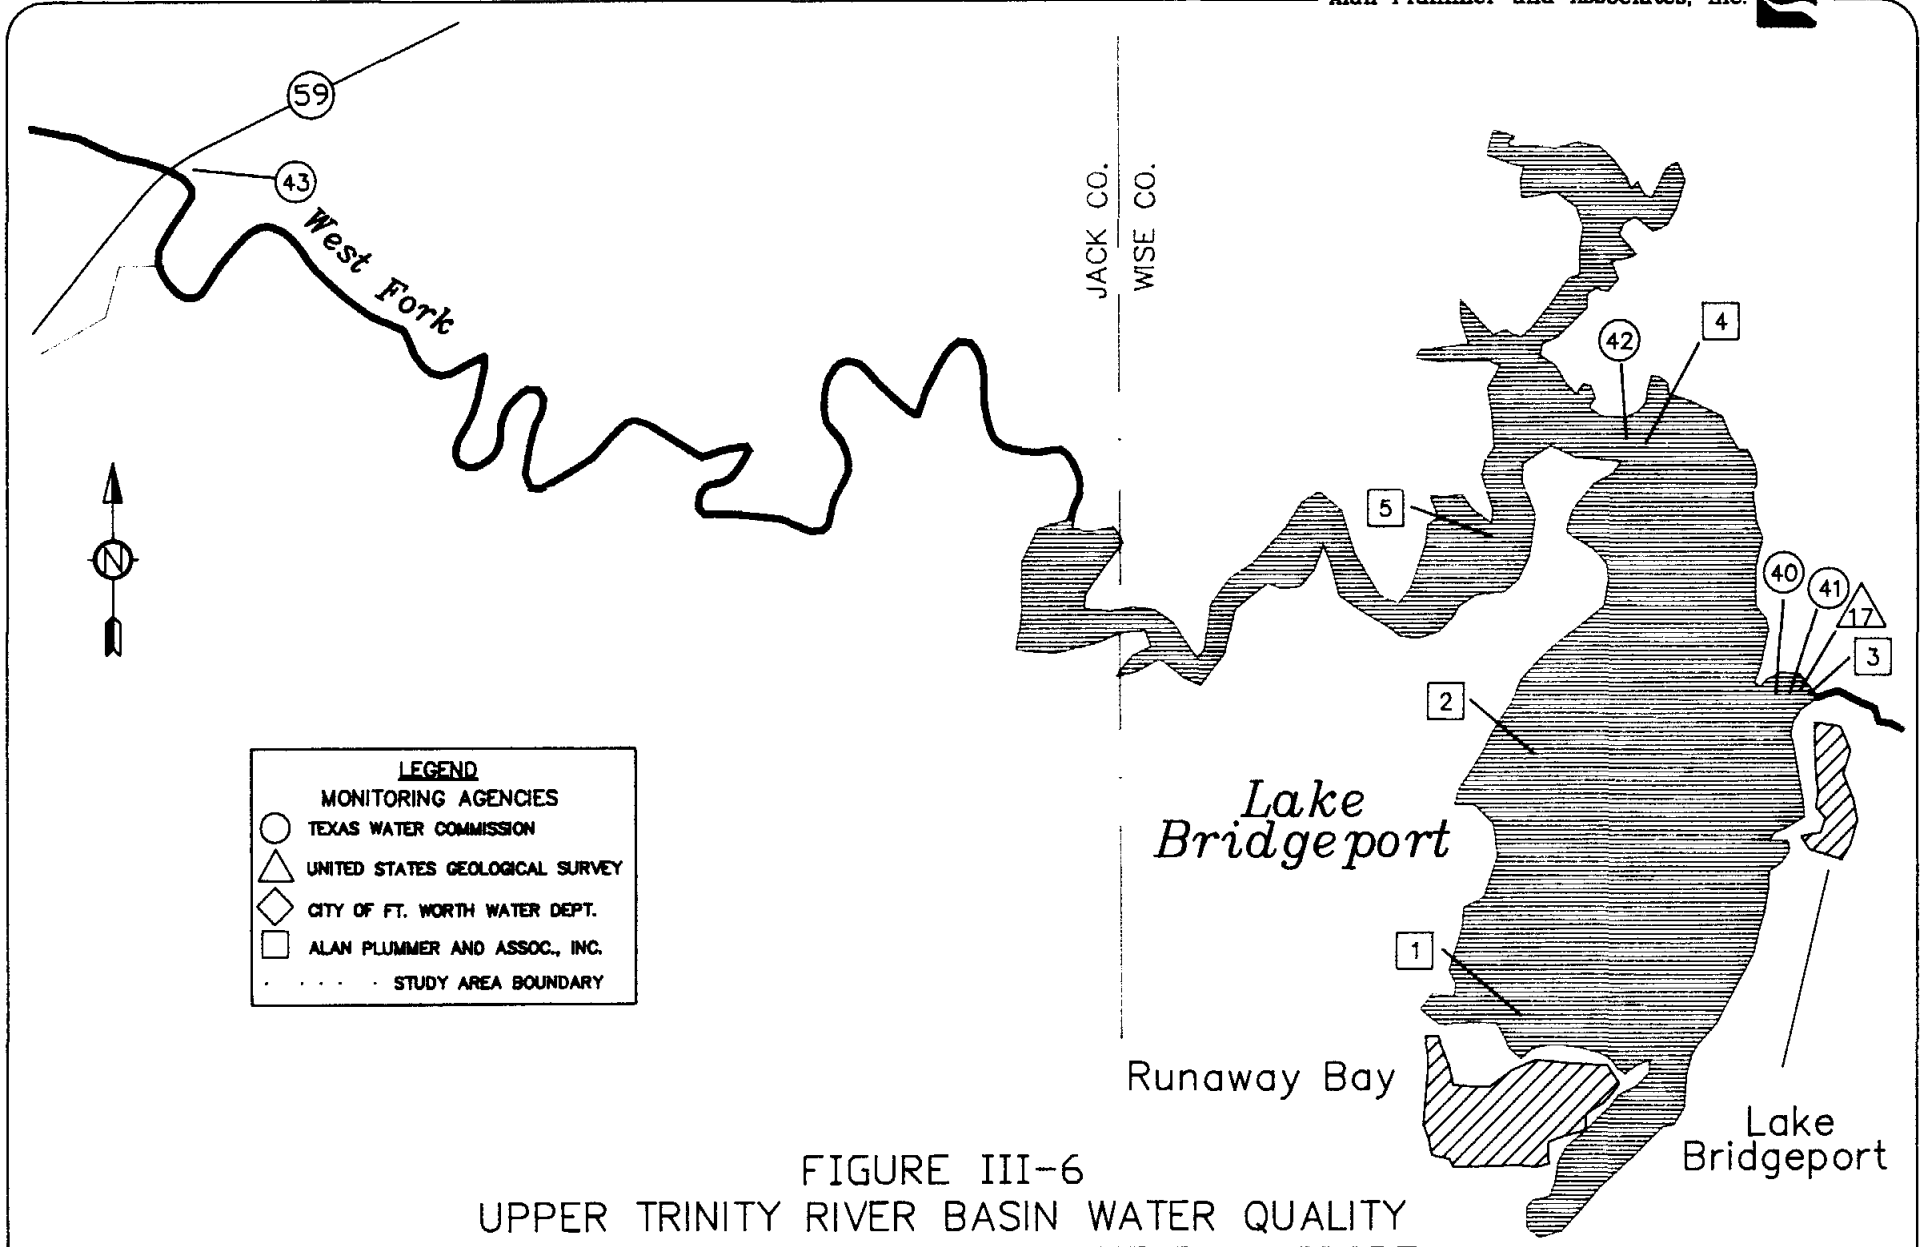 59
43
West Fork
JACK CO.
WISE CO.
42
4
5
40
41
17
3
2
Lake
Bridgeport
1
Runaway Bay
Lake
Bridgeport
N
LEGEND
MONITORING AGENCIES
TEXAS WATER COMMISSION
UNITED STATES GEOLOGICAL SURVEY
CITY OF FT. WORTH WATER DEPT.
ALAN PLUMMER AND ASSOC., INC.
STUDY AREA BOUNDARY
FIGURE III-6
UPPER TRINITY RIVER BASIN WATER QUALITY